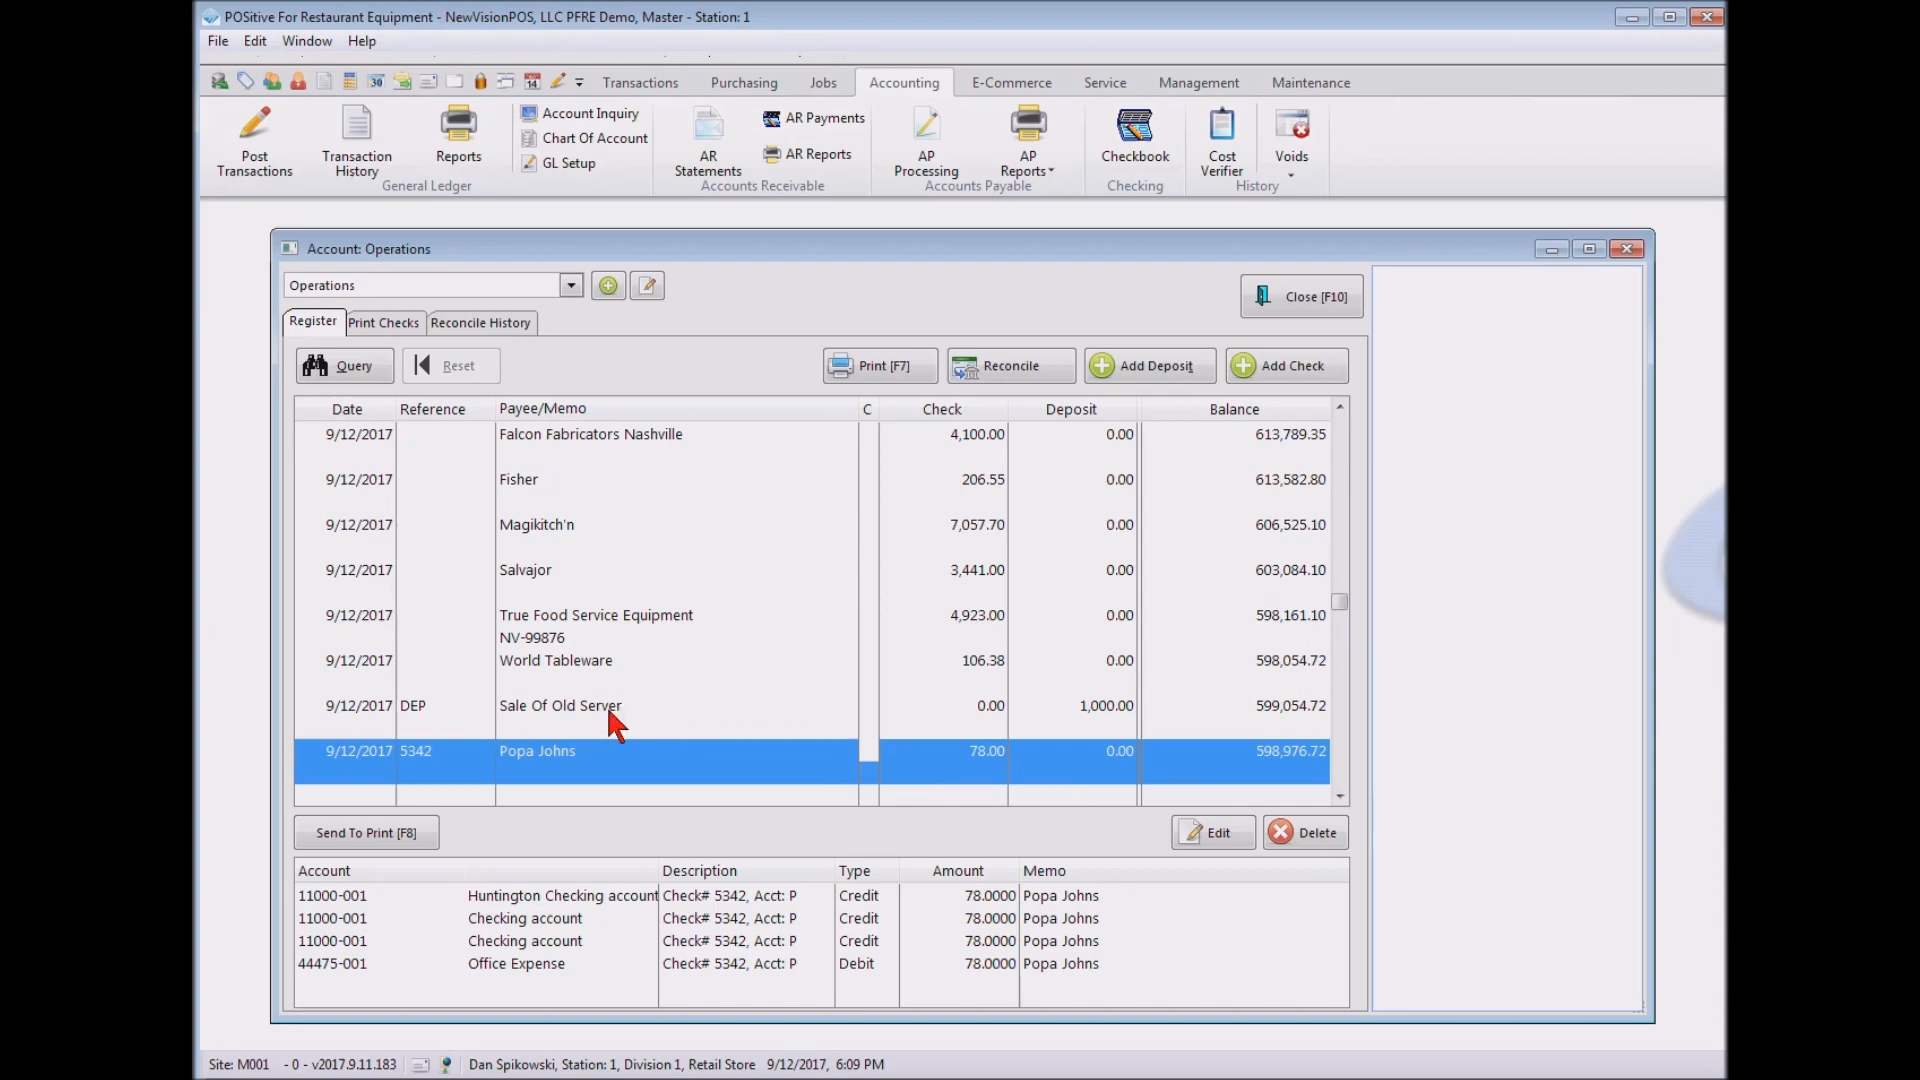 POSitive For Restaurant Equipment - NewVisionPOS, LLC PFRE Demo, Master - Station: 1
File Edit Window Help
30 14 Transactions Purchasing Jobs Accounting E-Commerce Service Management Maintenance
Post Transactions
Transaction History
Reports
Account Inquiry
Chart Of Account
GL Setup
General Ledger
AR Statements
AR Payments
AR Reports
Accounts Receivable
AP Processing
AP Reports
Accounts Payable
Checkbook
Checking
Cost Verifier
Voids
History
Account: Operations
Operations
Close [F10]
Register Print Checks Reconcile History
Query Reset Print [F7] Reconcile Add Deposit Add Check
Date Reference Payee/Memo C Check Deposit Balance
9/12/2017 Falcon Fabricators Nashville 4,100.00 0.00 613,789.35
9/12/2017 Fisher 206.55 0.00 613,582.80
9/12/2017 Magikitch'n 7,057.70 0.00 606,525.10
9/12/2017 Salvajor 3,441.00 0.00 603,084.10
9/12/2017 True Food Service Equipment 4,923.00 0.00 598,161.10
NV-99876
9/12/2017 World Tableware 106.38 0.00 598,054.72
9/12/2017 DEP Sale Of Old Server 0.00 1,000.00 599,054.72
9/12/2017 5342 Popa Johns 78.00 0.00 598,976.72
Send To Print [F8] Edit Delete
Account Description Type Amount Memo
11000-001 Huntington Checking account Check# 5342, Acct: P Credit 78.0000 Popa Johns
11000-001 Checking account Check# 5342, Acct: P Credit 78.0000 Popa Johns
11000-001 Checking account Check# 5342, Acct: P Credit 78.0000 Popa Johns
44475-001 Office Expense Check# 5342, Acct: P Debit 78.0000 Popa Johns
Site: M001 - 0 - v2017.9.11.183 Dan Spikowski, Station: 1, Division 1, Retail Store 9/12/2017, 6:09 PM